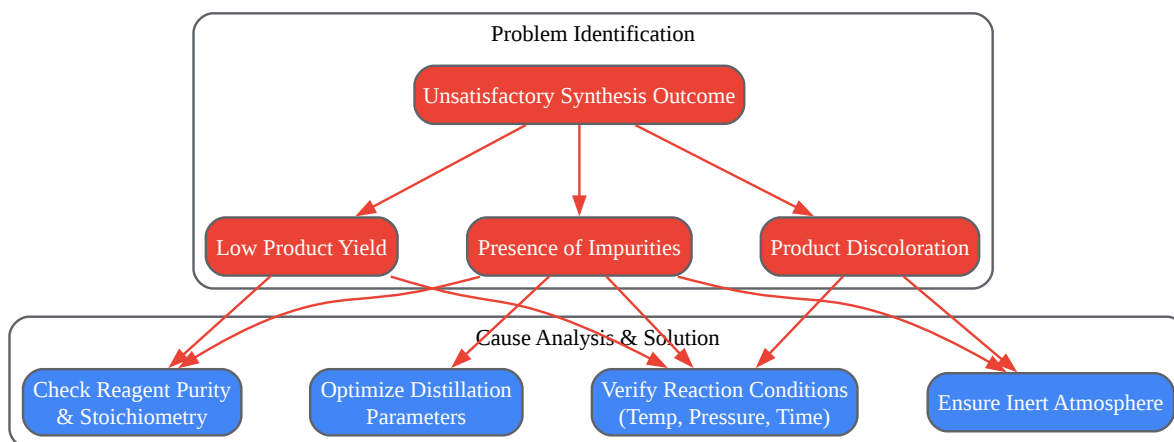 Problem Identification
Unsatisfactory Synthesis Outcome
Low Product Yield
Presence of Impurities
Product Discoloration
Cause Analysis & Solution
Check Reagent Purity
& Stoichiometry
Optimize Distillation
Parameters
Verify Reaction Conditions
(Temp, Pressure, Time)
Ensure Inert Atmosphere